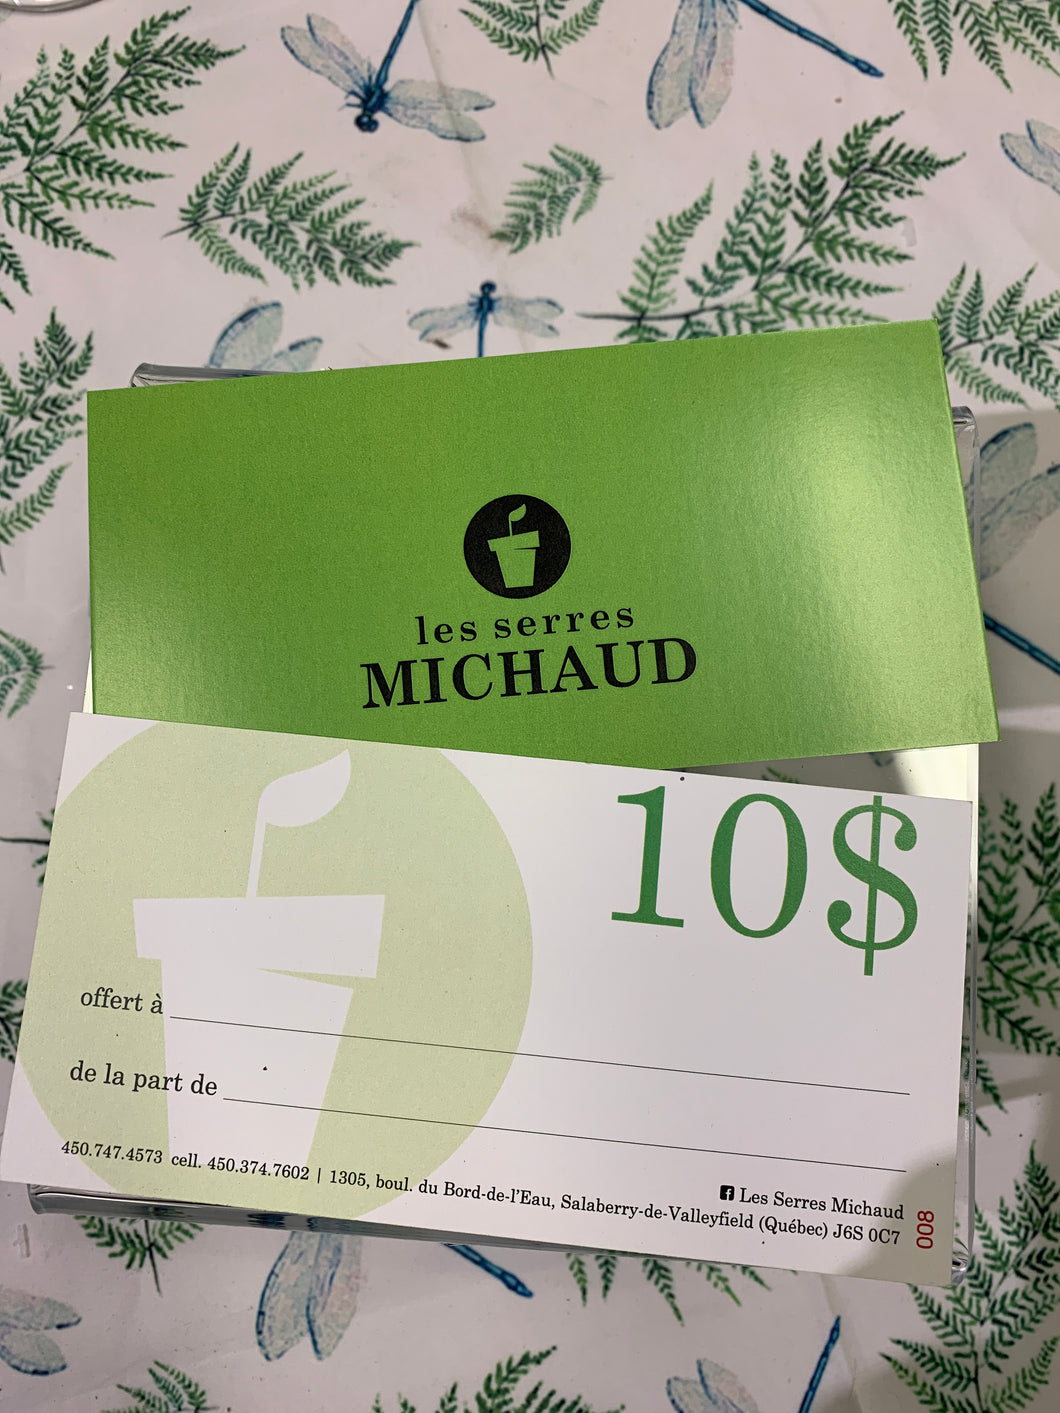 les serres
MICHAUD
10$
offert à
de la part de
450.747.4573 cell. 450.374.7602 | 1305, boul. du Bord-de-l'Eau, Salaberry-de-Valleyfield (Québec) J6S 0C7
Les Serres Michaud
008